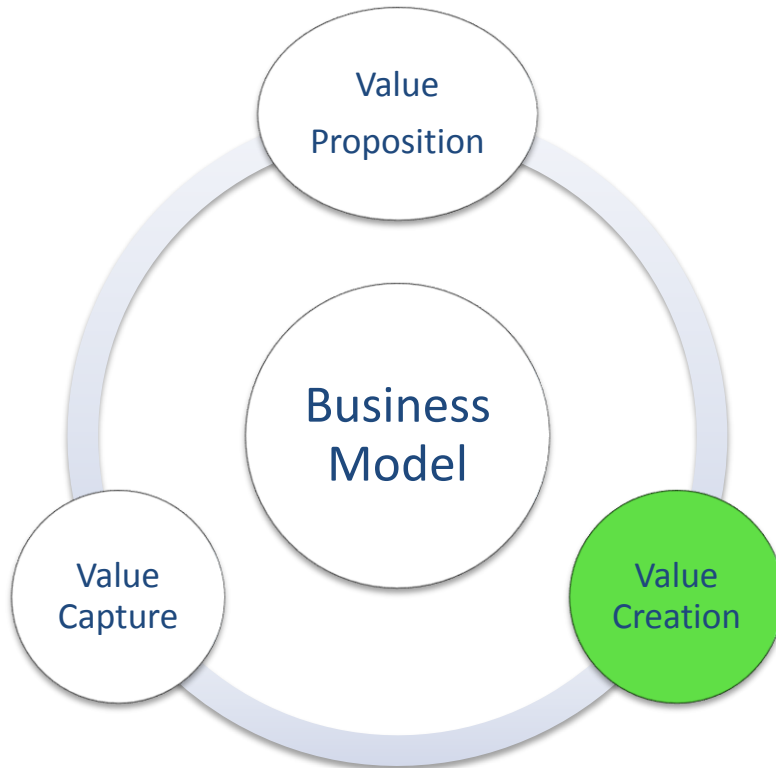 Value
Proposition
Business
Model
Value
Capture
Value
Creation